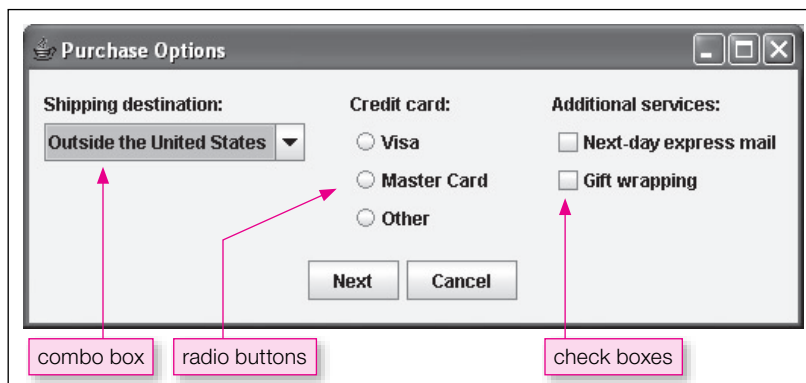 Purchase Options
Shipping destination:
Outside the United States
Credit card:
Visa
Master Card
Other
Additional services:
Next-day express mail
Gift wrapping
Next
Cancel
combo box
radio buttons
check boxes